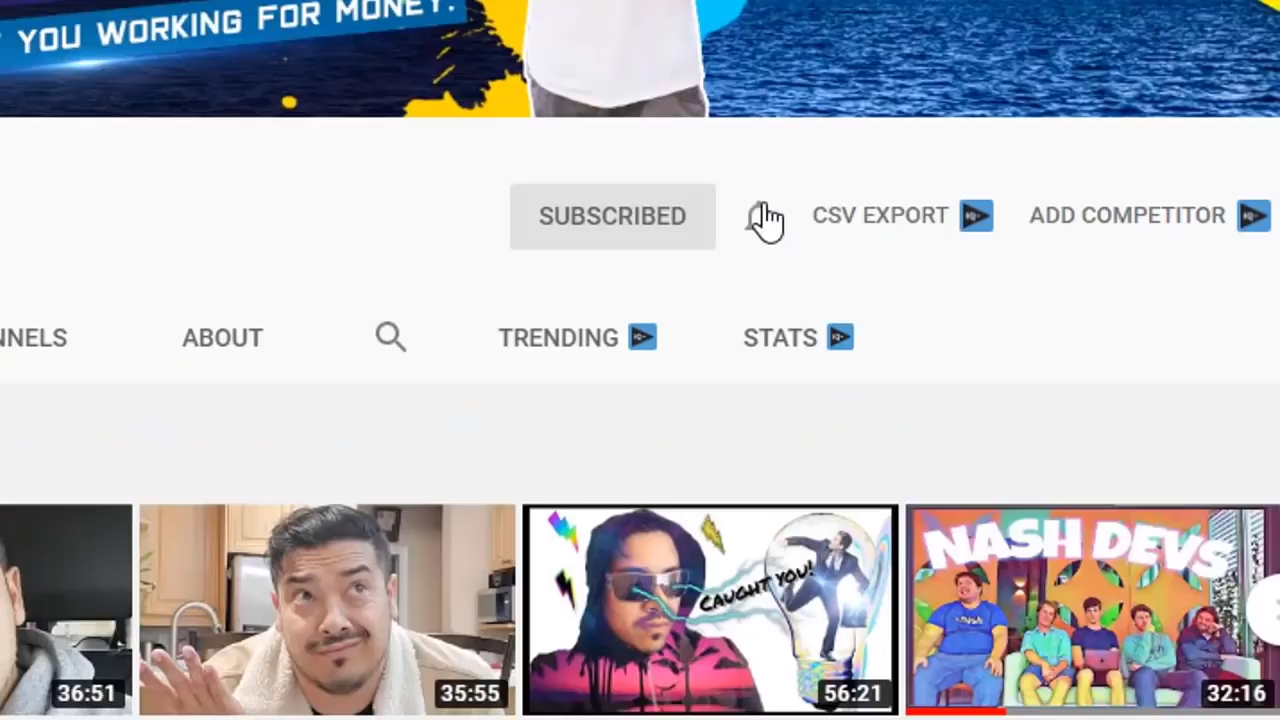 YOU WORKING FOR MONEY.
SUBSCRIBED
CSV EXPORT
ADD COMPETITOR
NNELS
ABOUT
TRENDING
STATS
36:51
35:55
CAUGHT YOU!
56:21
NASH DEVS
32:16